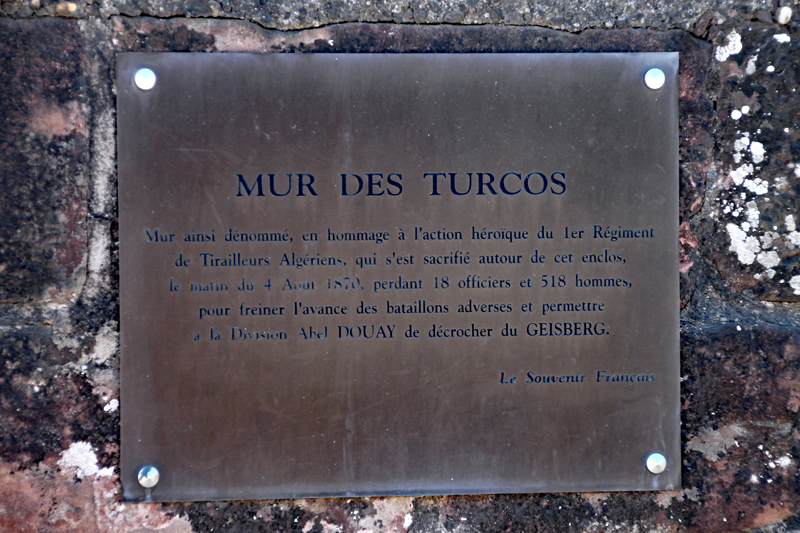 MUR DES TURCOS
Mur ainsi dénommé, en hommage à l'action héroïque du 1er Régiment
de Tirailleurs Algériens, qui s'est sacrifié autour de cet enclos,
le matin du 4 Août 1870, perdant 18 officiers et 518 hommes,
pour freiner l'avance des bataillons adverses et permettre
à la Division Abel DOUAY de décrocher du GEISBERG.
Le Souvenir Français